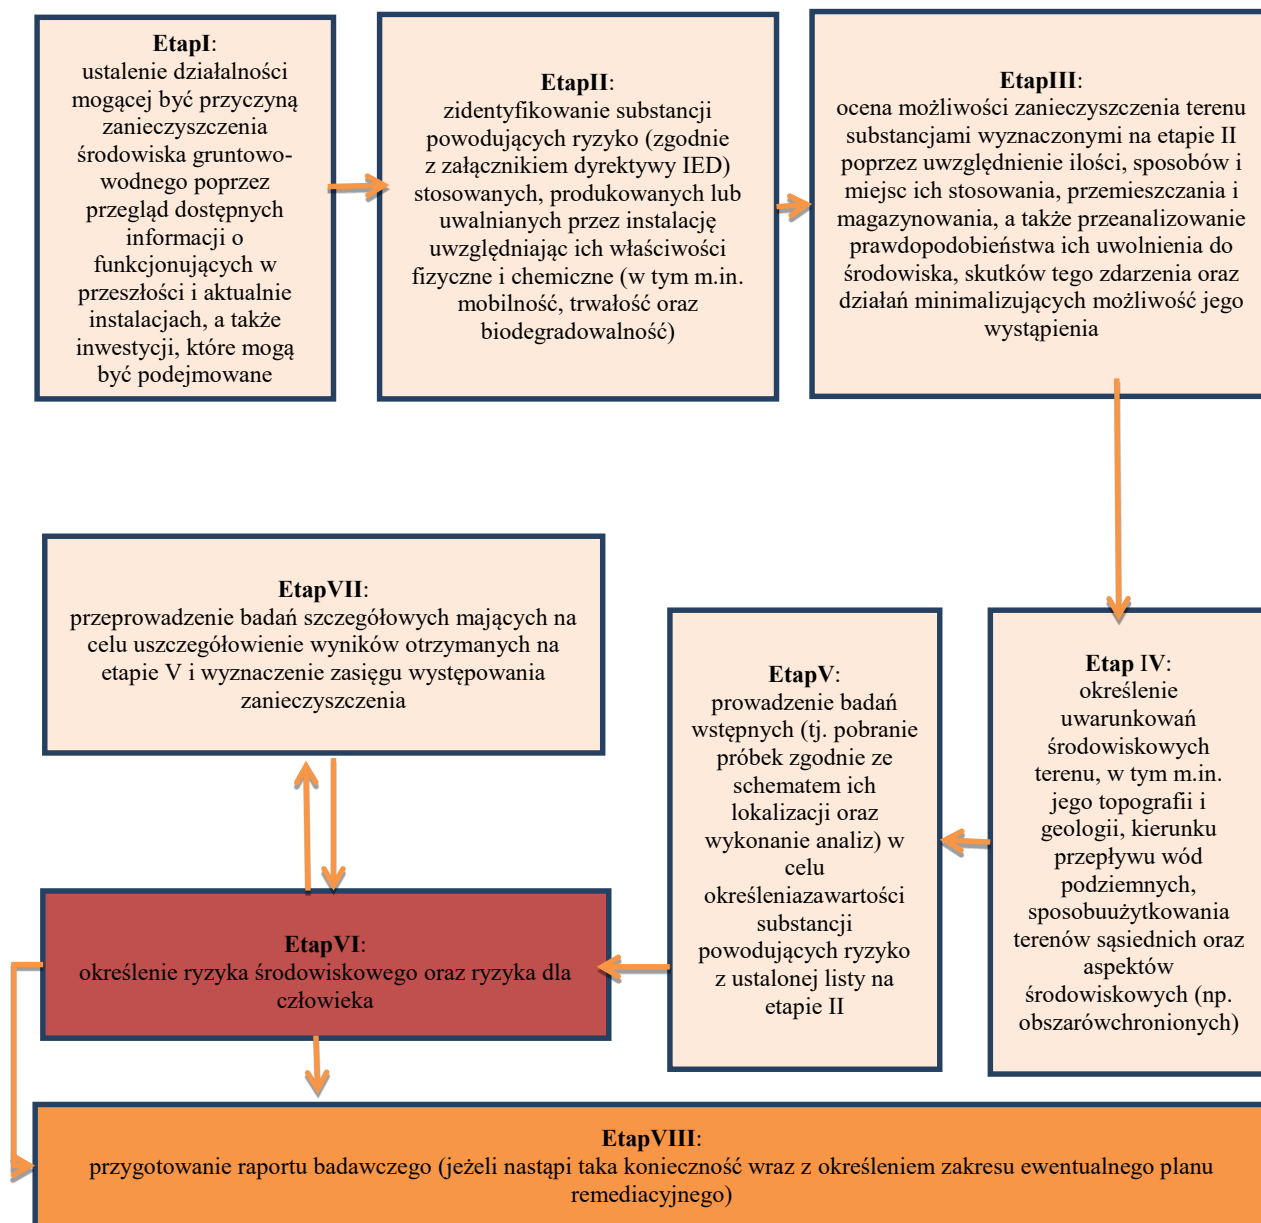 EtapI:
ustalenie działalności
mogącej być przyczyną
zanieczyszczenia
środowiska gruntowo-
wodnego poprzez
przegląd dostępnych
informacji o
funkcjonujących w
przeszłości i aktualnie
instalacjach, a także
inwestycji, które mogą
być podejmowane
EtapII:
zidentyfikowanie substancji
powodujących ryzyko (zgodnie
z załącznikiem dyrektywy IED)
stosowanych, produkowanych lub
uwalnianych przez instalację
uwzględniając ich właściwości
fizyczne i chemiczne (w tym m.in.
mobilność, trwałość oraz
biodegradowalność)
EtapIII:
ocena możliwości zanieczyszczenia terenu
substancjami wyznaczonymi na etapie II
poprzez uwzględnienie ilości, sposobów i
miejsc ich stosowania, przemieszczania i
magazynowania, a także przeanalizowanie
prawdopodobieństwa ich uwolnienia do
środowiska, skutków tego zdarzenia oraz
działań minimalizujących możliwość jego
wystąpienia
Etap IV:
określenie
uwarunkowań
środowiskowych
terenu, w tym m.in.
jego topografii i
geologii, kierunku
przepływu wód
podziemnych,
sposobuużytkowania
terenów sąsiednich oraz
aspektów
środowiskowych (np.
obszarówchronionych)
EtapV:
prowadzenie badań
wstępnych (tj. pobranie
próbek zgodnie ze
schematem ich
lokalizacji oraz
wykonanie analiz) w
celu
określeniazawartości
substancji
powodujących ryzyko
z ustalonej listy na
etapie II
EtapVI:
określenie ryzyka środowiskowego oraz ryzyka dla
człowieka
EtapVII:
przeprowadzenie badań szczegółowych mających na
celu uszczegółowienie wyników otrzymanych na
etapie V i wyznaczenie zasięgu występowania
zanieczyszczenia
EtapVIII:
przygotowanie raportu badawczego (jeżeli nastąpi taka konieczność wraz z określeniem zakresu ewentualnego planu
remediacyjnego)